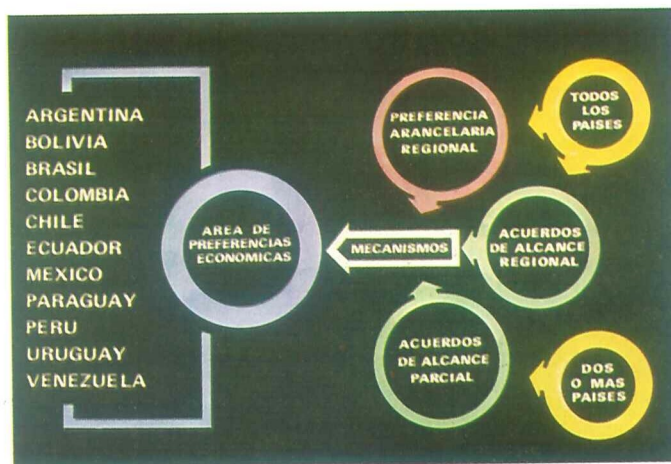 ARGENTINA
BOLIVIA
BRASIL
COLOMBIA
CHILE
ECUADOR
MEXICO
PARAGUAY
PERU
URUGUAY
VENEZUELA
AREA DE
PREFERENCIAS
ECONOMICAS
MECANISMOS
PREFERENCIA
ARANCELARIA
REGIONAL
TODOS
LOS
PAISES
ACUERDOS
DE ALCANCE
REGIONAL
ACUERDOS
DE ALCANCE
PARCIAL
DOS
O MAS
PAISES